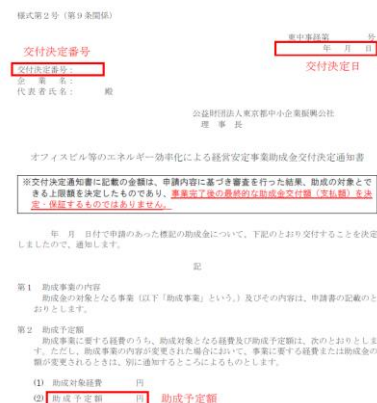 様式第2号(第9条関係)
東中事経第 号
年 月 日
交付決定番号
交付決定日
交付決定番号:
企 業 名:
代表者氏名: 殿
公益財団法人東京都中小企業振興公社
理 事 長
オフィスビル等のエネルギー効率化による経営安定事業助成金交付決定通知書
※交付決定通知書に記載の金額は、申請内容に基づき審査を行った結果、助成の対象とで
きる上限額を決定したものであり、事業完了後の最終的な助成金交付額(支払額)を決
定・保証するものではありません。
年 月 日付で申請のあった標記の助成金について、下記のとおり交付することを決定
しましたので、通知します。
記
第1 助成事業の内容
助成金の対象となる事業(以下「助成事業」という。)及びその内容は、申請書の記載のと
おりとします。
第2 助成予定額
助成事業に要する経費のうち、助成対象となる経費及び助成予定額は、次のとおりとしま
す。ただし、助成事業の内容が変更された場合において、事業に要する経費または助成金の
額が変更されるときは、別に通知するところによるものとします。
(1) 助成対象経費 円
(2) 助成予定額 円 助成予定額